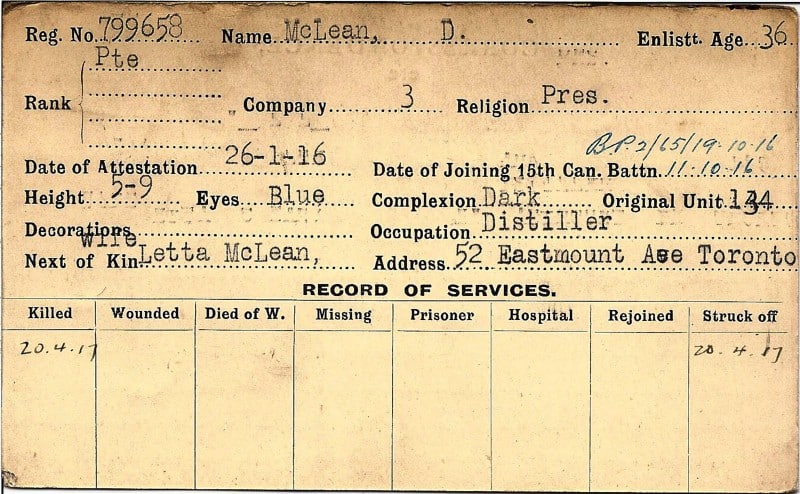 Reg. No. 799658 Name McLean, D. Enlistt. Age 36
Pte
Rank Company 3 Religion Pres.
BP2/65/19-10-16
Date of Attestation 26-1-16 Date of Joining 15th Can. Battn. 11-10-16
Height 5-9 Eyes Blue Complexion Dark Original Unit 134
Decorations Occupation Distiller
Wife
Next of Kin Letta McLean, Address 52 Eastmount Ave Toronto
RECORD OF SERVICES.
Killed Wounded Died of W. Missing Prisoner Hospital Rejoined Struck off
20.4.17 20.4.17